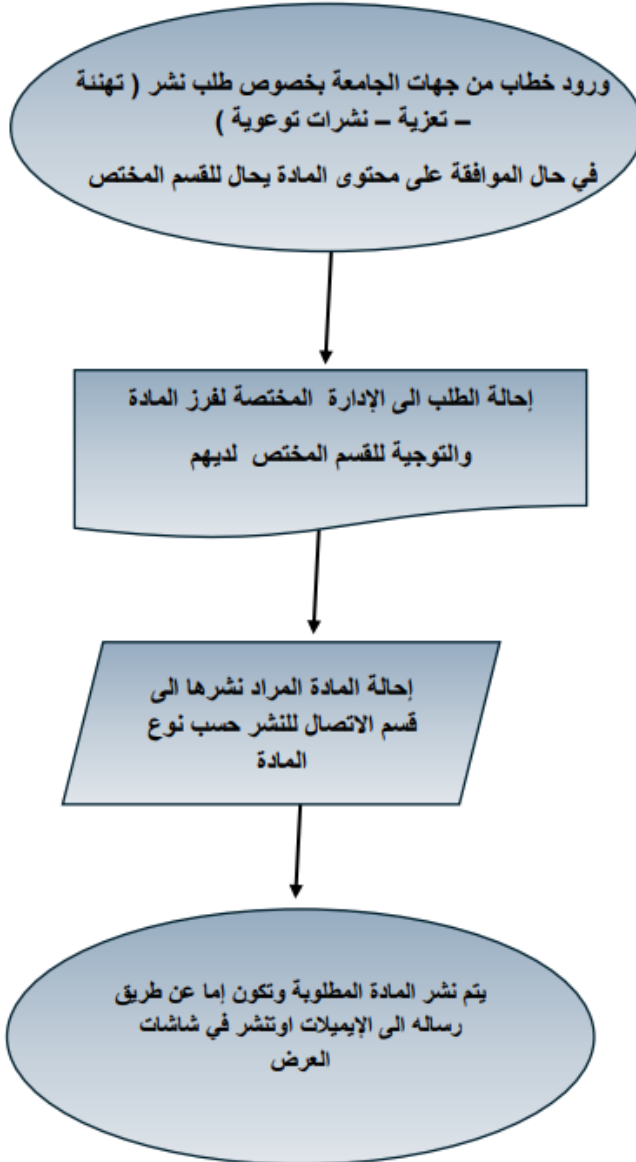 ورود خطاب من جهات الجامعة بخصوص طلب نشر ( تهنئة
– تعزية – نشرات توعوية )
في حال الموافقة على محتوى المادة يحال للقسم المختص
إحالة الطلب الى الإدارة المختصة لفرز المادة
والتوجية للقسم المختص لديهم
إحالة المادة المراد نشرها الى
قسم الاتصال للنشر حسب نوع
المادة
يتم نشر المادة المطلوبة وتكون إما عن طريق
رساله الى الإيميلات اوتنشر في شاشات
العرض